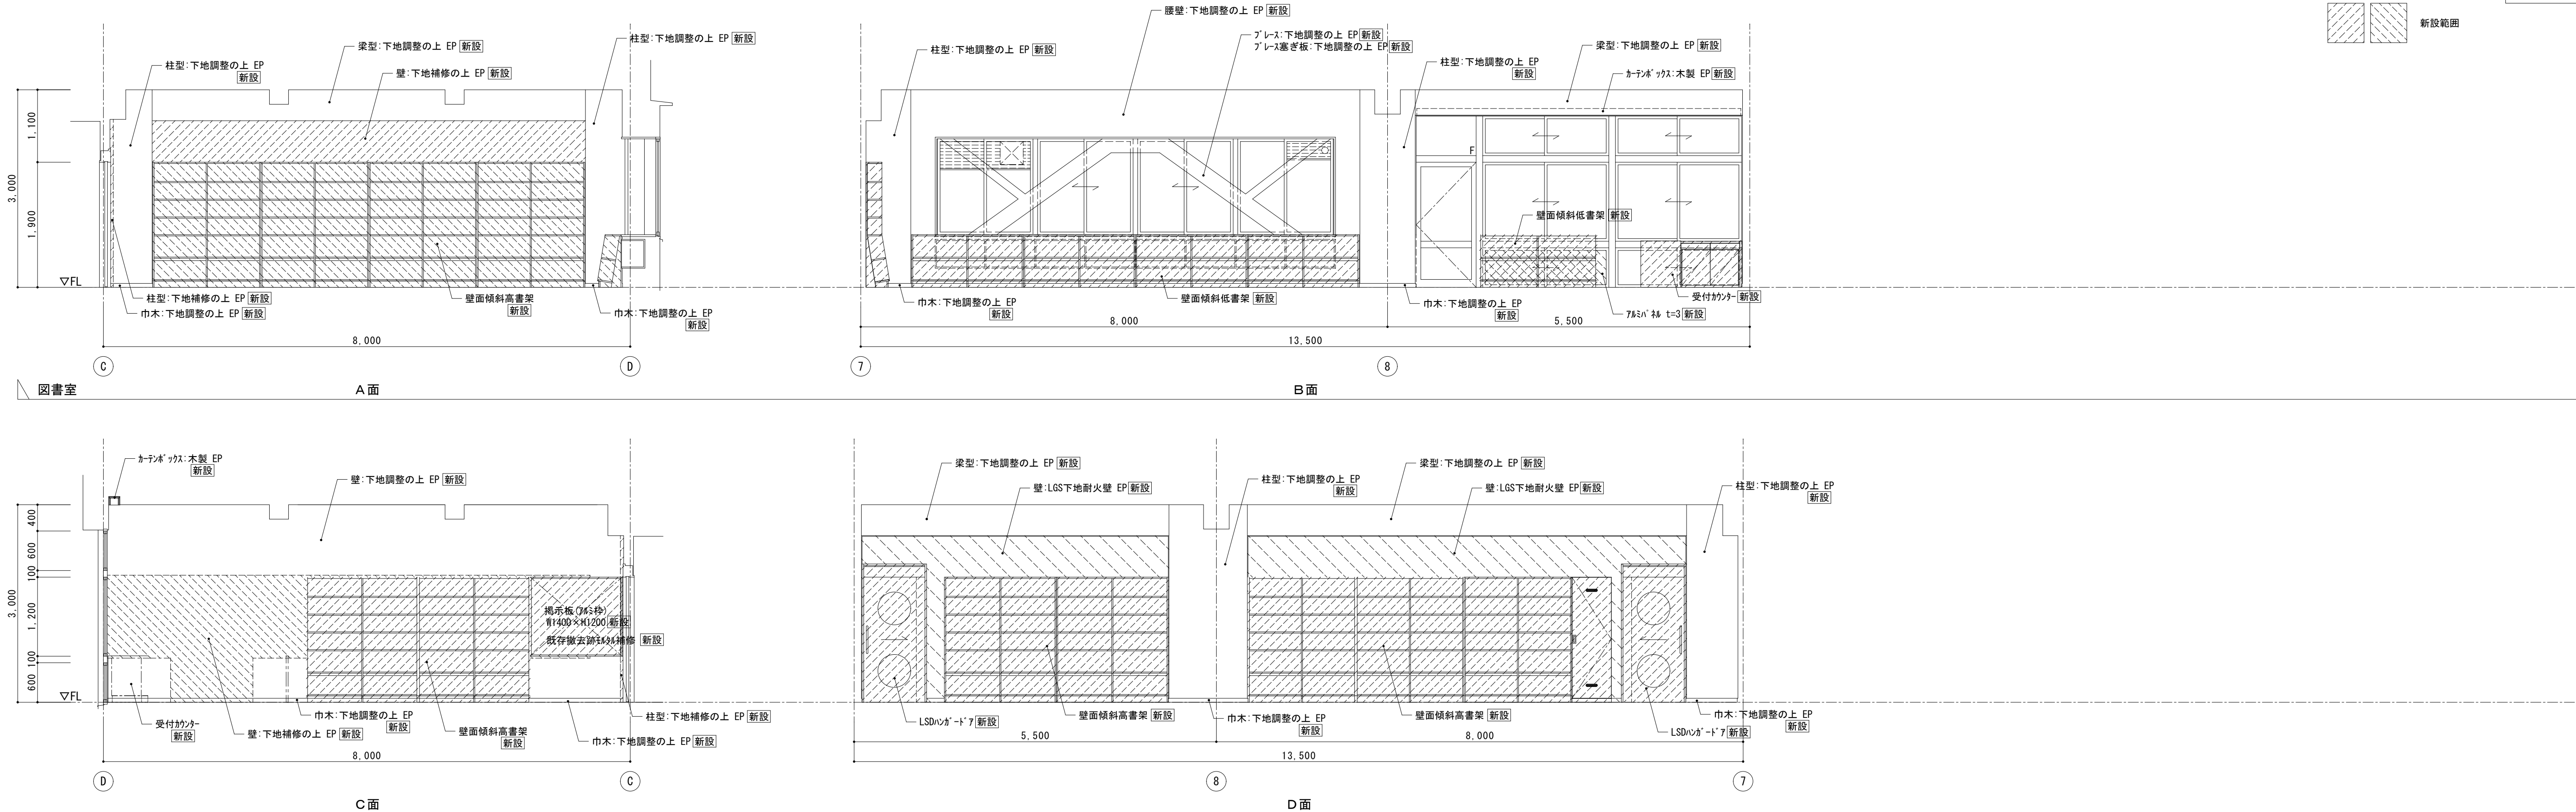 新設範囲
腰壁:下地調整の上 EP 新設
ブレース:下地調整の上 EP 新設
ブレース塞ぎ板:下地調整の上 EP 新設
柱型:下地調整の上 EP 新設
梁型:下地調整の上 EP 新設
柱型:下地調整の上 EP
新設
壁:下地補修の上 EP 新設
柱型:下地調整の上 EP 新設
柱型:下地調整の上 EP
新設
梁型:下地調整の上 EP 新設
カーテンボックス:木製 EP 新設
3,000
1,100
1,900
▽FL
F
壁面傾斜低書架 新設
柱型:下地補修の上 EP 新設
巾木:下地調整の上 EP 新設
壁面傾斜高書架
新設
巾木:下地調整の上 EP
新設
巾木:下地調整の上 EP
新設
壁面傾斜低書架 新設
巾木:下地調整の上 EP
新設
受付カウンター 新設
アルミパネル t=3 新設
8,000
8,000
5,500
13,500
C
D
7
8
図書室
A面
B面
カーテンボックス:木製 EP
新設
壁:下地調整の上 EP 新設
梁型:下地調整の上 EP 新設
壁:LGS下地耐火壁 EP 新設
柱型:下地調整の上 EP
新設
梁型:下地調整の上 EP 新設
壁:LGS下地耐火壁 EP 新設
柱型:下地調整の上 EP
新設
3,000
400
600
100
1,200
100
600
▽FL
掲示板(アルミ枠)
W1400×H1200 新設
既存撤去跡モルタル補修 新設
受付カウンター
新設
壁:下地補修の上 EP 新設
巾木:下地調整の上 EP
新設
壁面傾斜高書架
新設
巾木:下地調整の上 EP 新設
柱型:下地補修の上 EP 新設
LSDハンガードア 新設
壁面傾斜高書架 新設
巾木:下地調整の上 EP
新設
壁面傾斜高書架 新設
LSDハンガードア 新設
巾木:下地調整の上 EP
新設
8,000
5,500
8,000
13,500
D
C
8
7
C面
D面